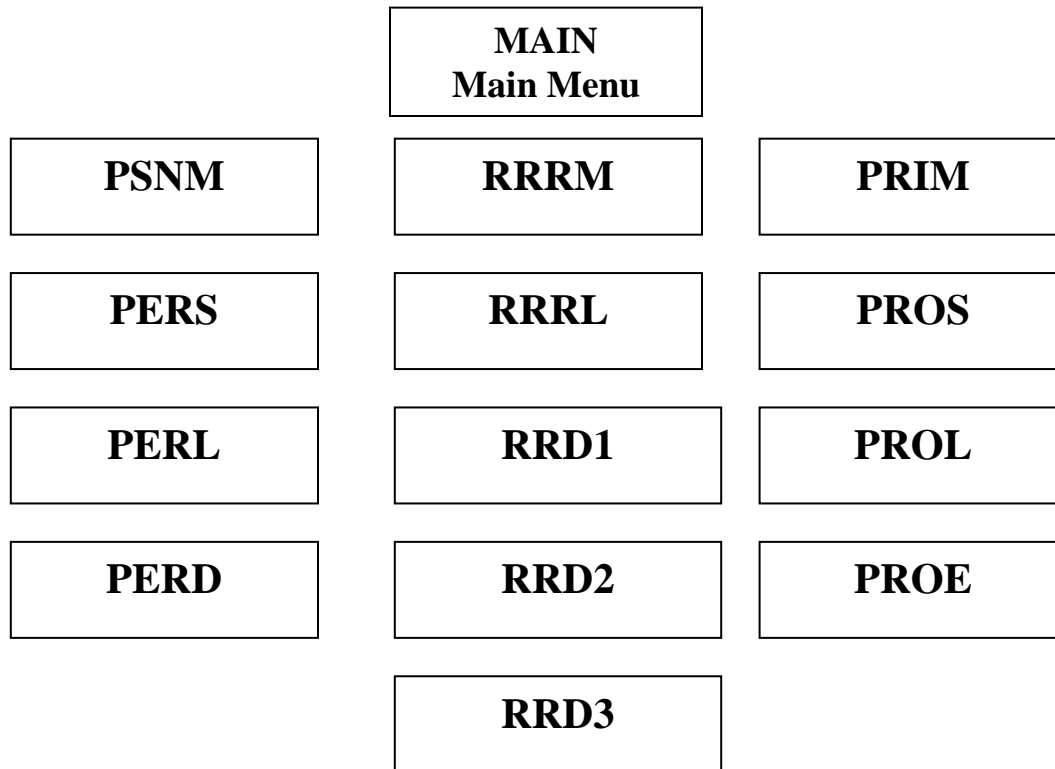 MAIN
Main Menu
PSNM RRRM PRIM
PERS RRRL PROS
PERL RRD1 PROL
PERD RRD2 PROE
RRD3